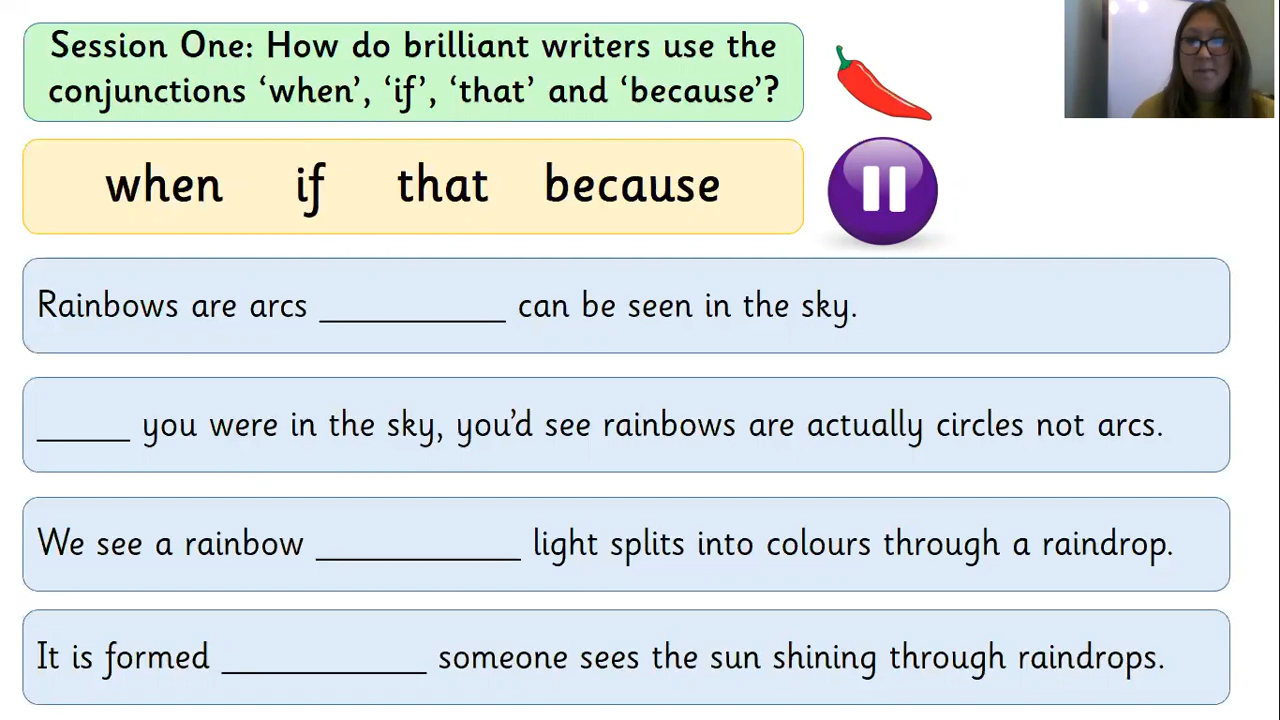 Session One: How do brilliant writers use the
conjunctions ‘when’, ‘if’, ‘that’ and ‘because’?
when if that because
Rainbows are arcs ___________ can be seen in the sky.
______ you were in the sky, you’d see rainbows are actually circles not arcs.
We see a rainbow ____________ light splits into colours through a raindrop.
It is formed ____________ someone sees the sun shining through raindrops.